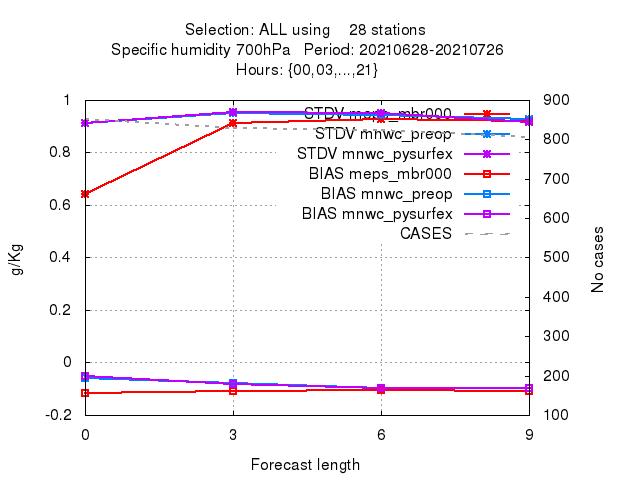 Selection: ALL using 28 stations
Specific humidity 700hPa Period: 20210628-20210726
Hours: {00,03,...,21}
1
0.8
0.6
0.4
0.2
0
-0.2
g/Kg
STDV meps_mbr000
STDV mnwc_preop
STDV mnwc_pysurfex
BIAS meps_mbr000
BIAS mnwc_preop
BIAS mnwc_pysurfex
CASES
900
800
700
600
500
400
300
200
100
No cases
0
3
6
9
Forecast length